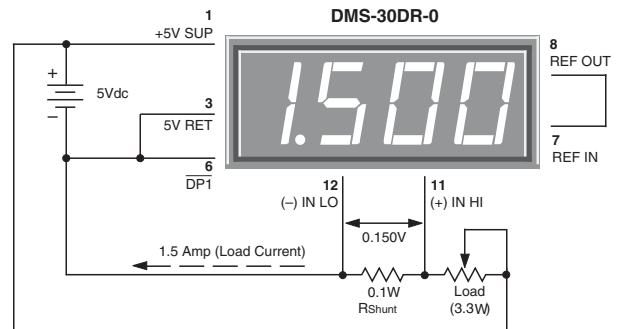 DMS-30DR-0
1
+5V SUP
8
REF OUT
+
5Vdc
–
1.500
3
5V RET
7
REF IN
6
DP1
12
(–) IN LO
11
(+) IN HI
0.150V
1.5 Amp (Load Current)
0.1W
RShunt
Load
(3.3W)